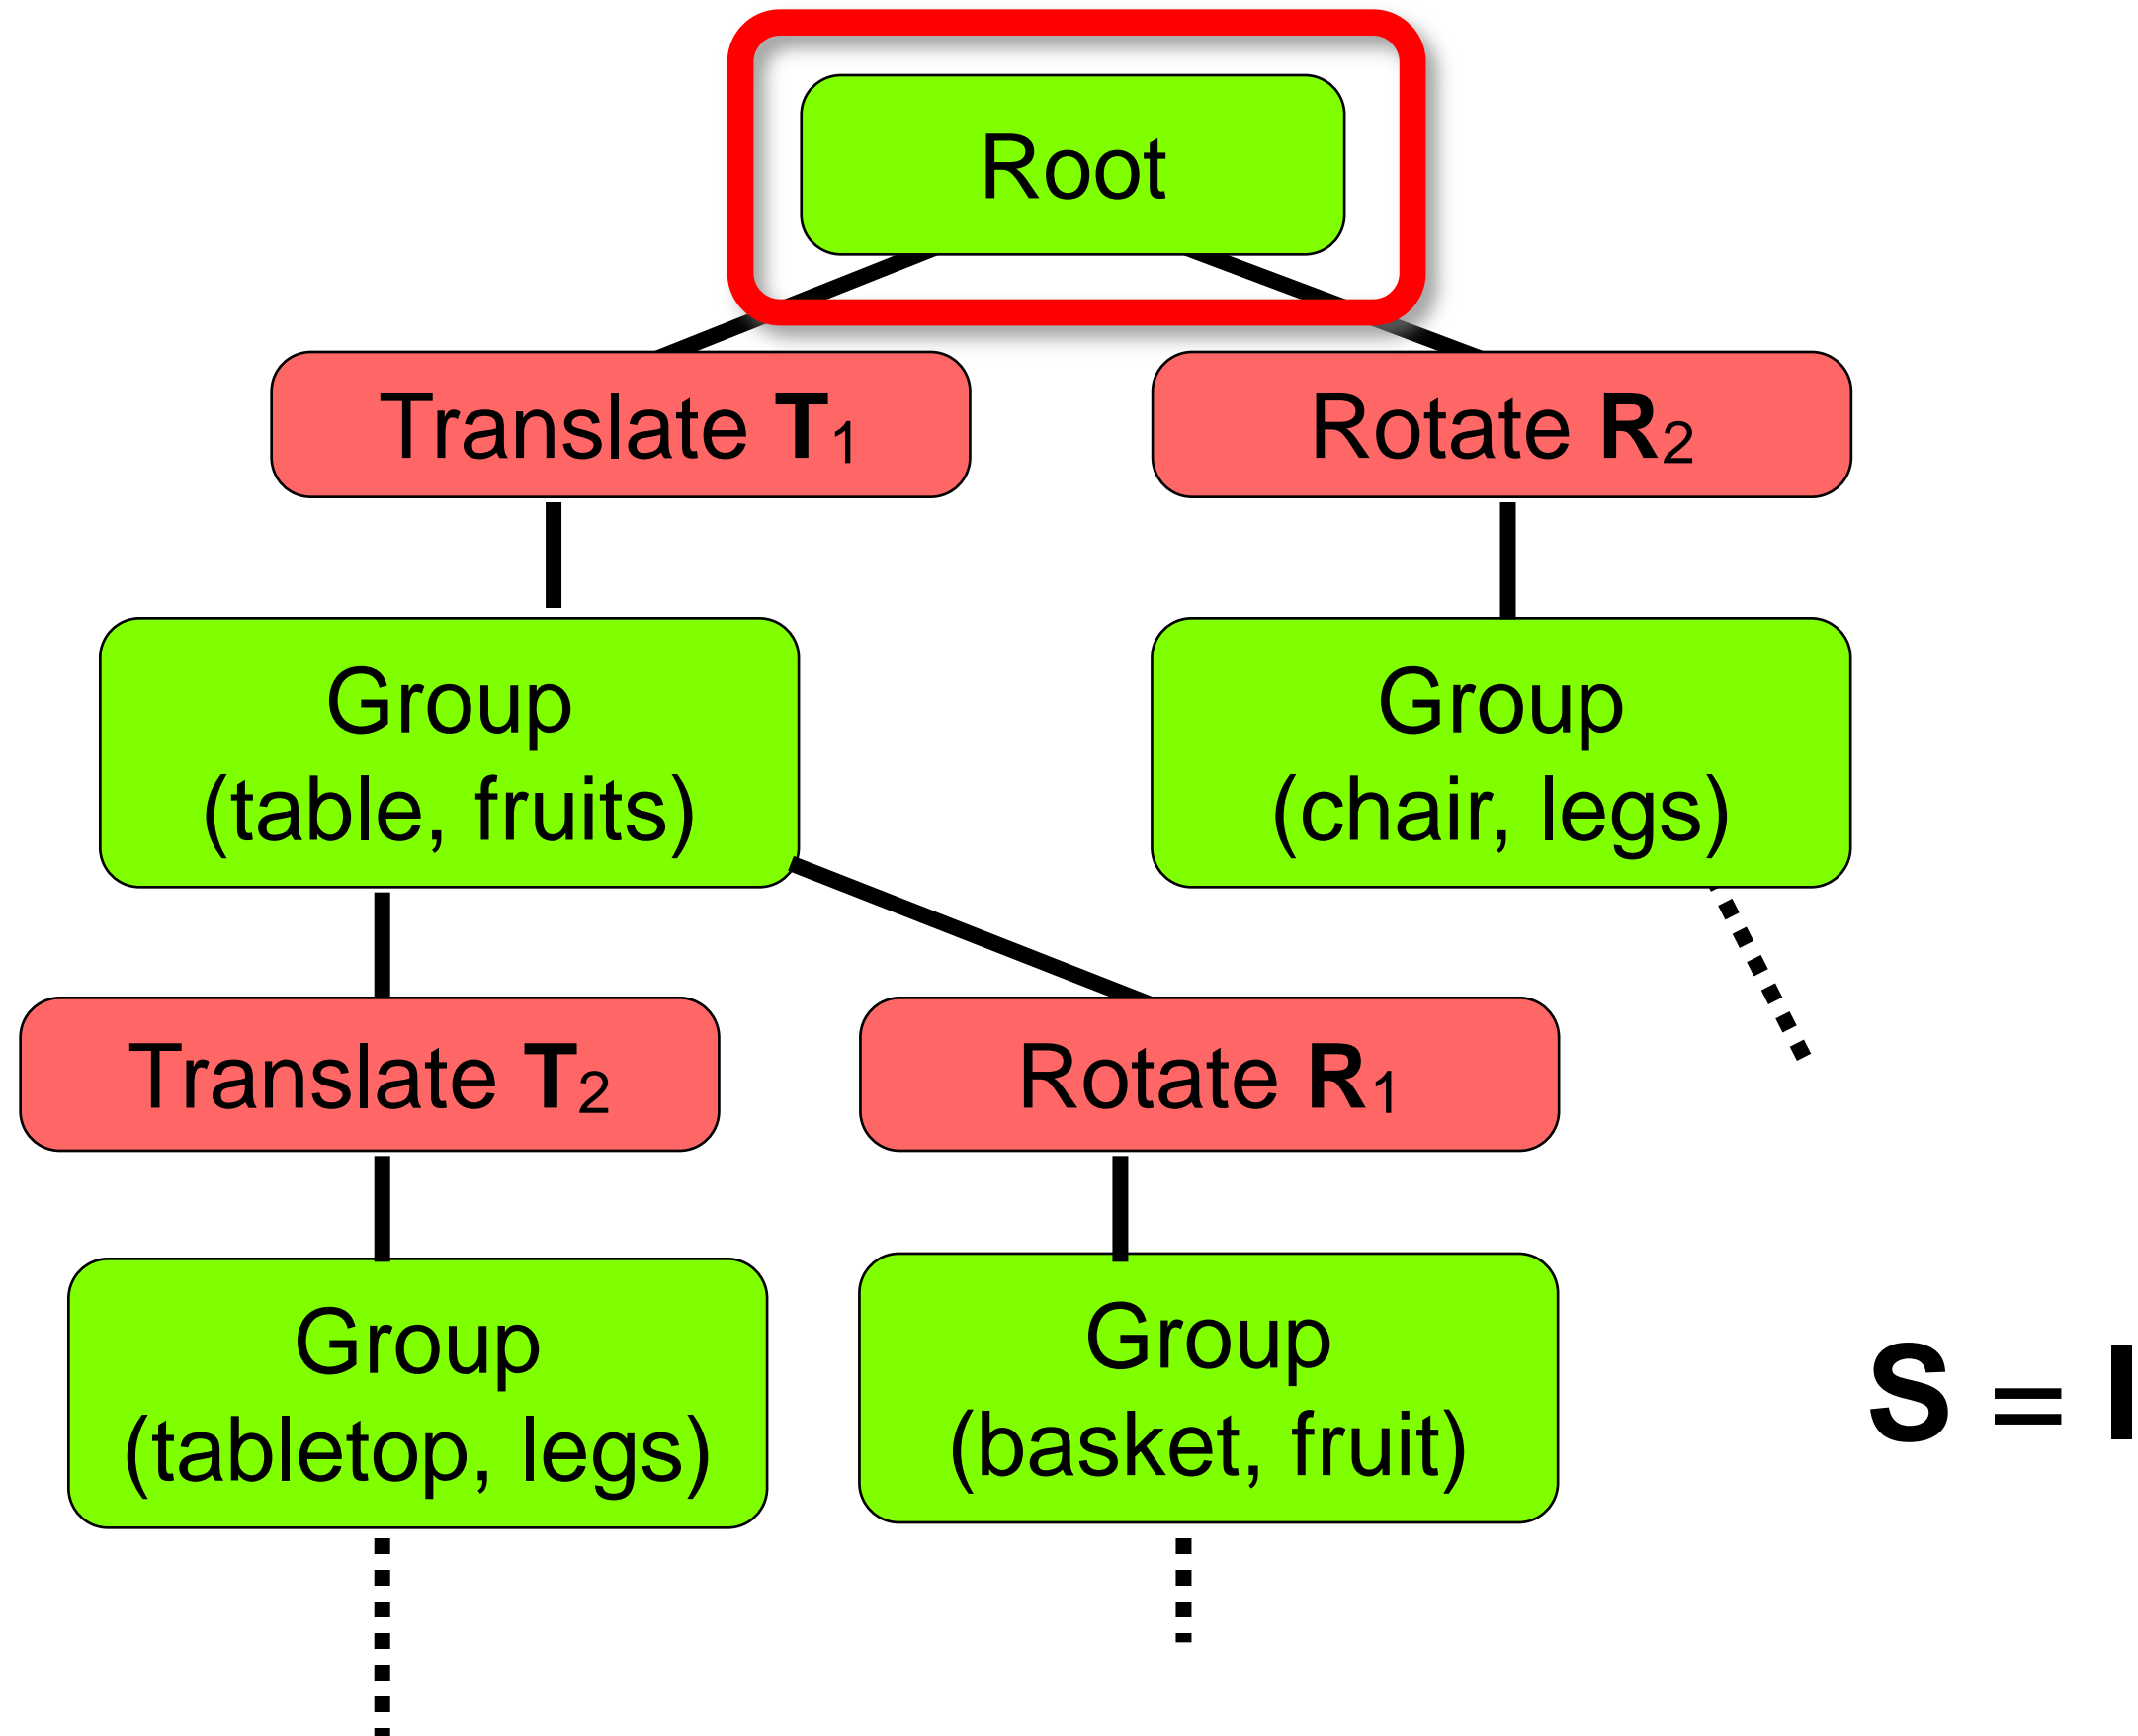 Root
Translate T1
Rotate R2
Group
(table, fruits)
Group
(chair, legs)
Translate T2
Rotate R1
Group
(tabletop, legs)
Group
(basket, fruit)
S = I